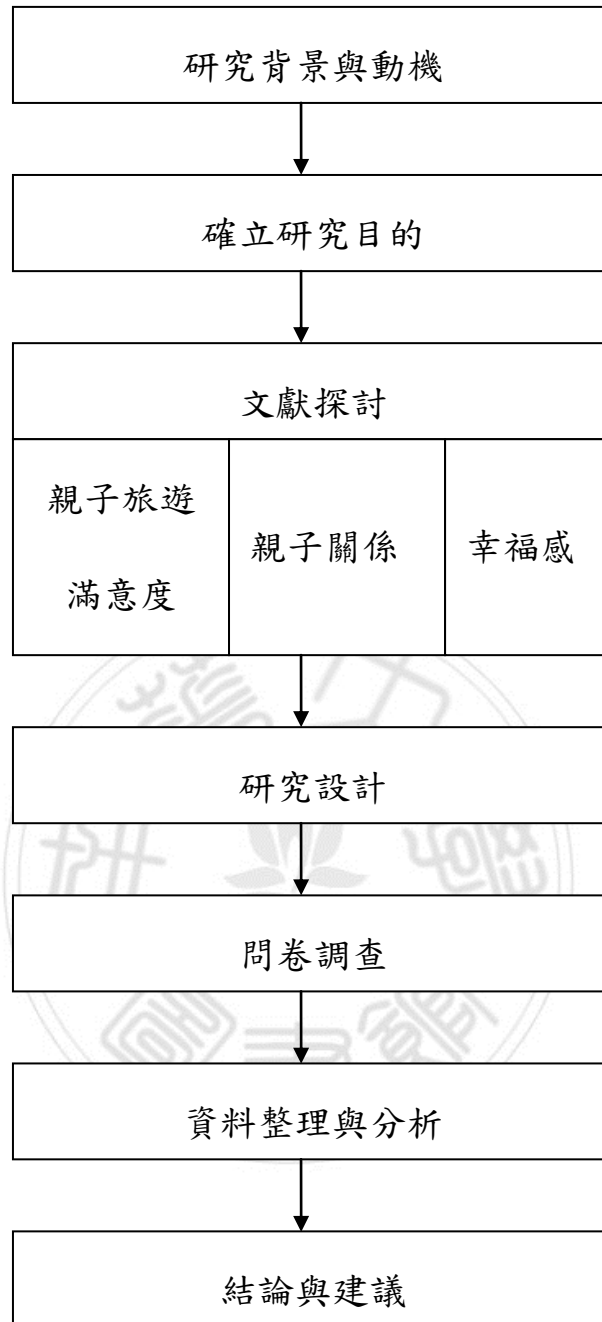 研究背景與動機
確立研究目的
文獻探討
親子旅遊
滿意度
親子關係
幸福感
研究設計
問卷調查
資料整理與分析
結論與建議